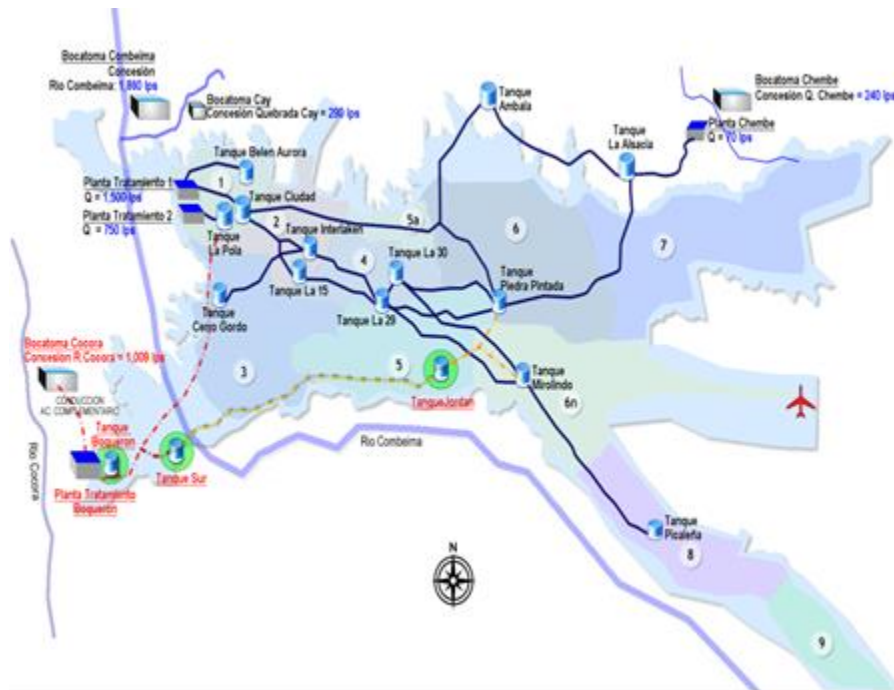 Bocatoma Combeima
Concesión
Rio Combeima: 1,860 lps
Bocatoma Cay
Concesión Quebrada Cay = 290 lps
Tanque
Ambala
Bocatoma Chembe
Concesión Q. Chembe = 240 lps
Planta Chembe
Q = 70 lps
Tanque
La Alsacia
Tanque Belen Aurora
Planta Tratamiento 1
Q = 1,500 lps
1
Tanque Ciudad
Planta Tratamiento 2
Q = 750 lps
Tanque
La Pola
2
Tanque Interlaken
5a
6
7
4
Tanque La 30
Tanque La 15
Tanque
Piedra Pintada
Tanque
Cerro Gordo
Tanque La 29
Bocatoma Cocora
Concesión R.Cocora = 1,009 lps
3
5
Tanque
Mirolindo
TanqueJordan
6n
CONDUCCION
AC. COMPLEMENTARIO
Tanque
Boqueron
Rio Cocora
Tanque Sur
Rio Combeima
Planta Tratamiento
Boqueron
Tanque
Picaleña
8
N
9